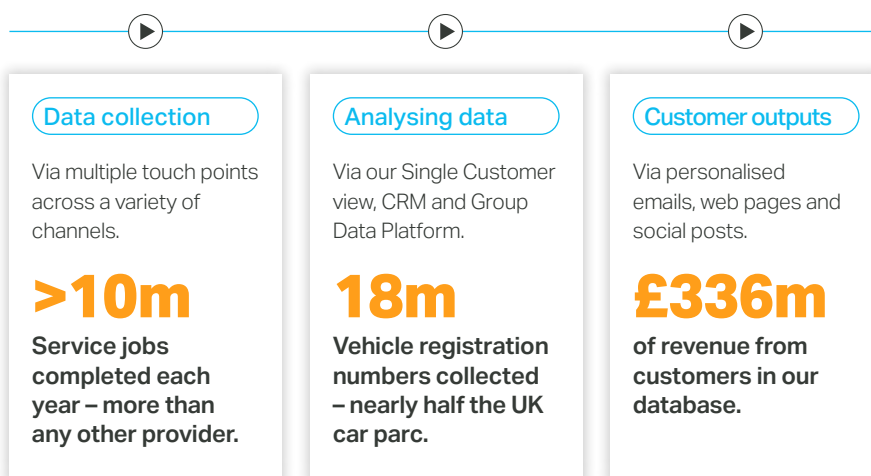 Data collection
Via multiple touch points
across a variety of
channels.
>10m
Service jobs
completed each
year – more than
any other provider.
Analysing data
Via our Single Customer
view, CRM and Group
Data Platform.
18m
Vehicle registration
numbers collected
– nearly half the UK
car parc.
Customer outputs
Via personalised
emails, web pages and
social posts.
£336m
of revenue from
customers in our
database.